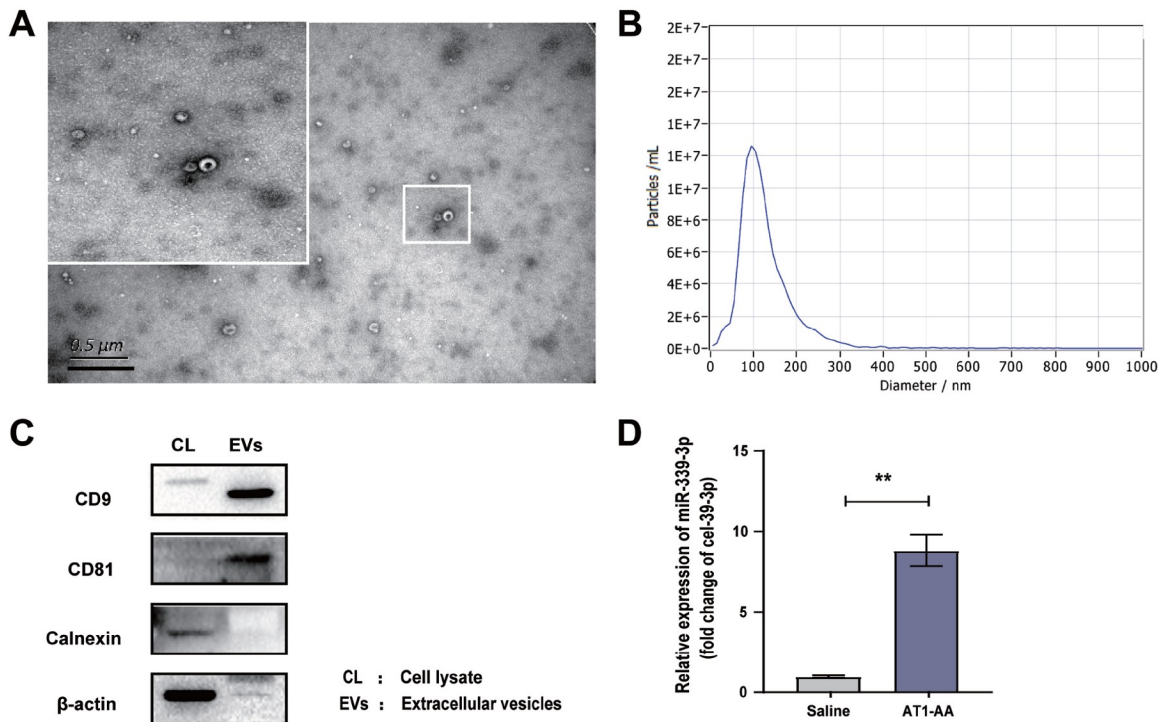 A
0.5 µm
B
2E+7
2E+7
2E+7
1E+7
1E+7
1E+7
8E+6
6E+6
4E+6
2E+6
0E+0
Particles /mL
0 100 200 300 400 500 600 700 800 900 1000
Diameter / nm
C
CL EVs
CD9
CD81
Calnexin
β-actin
CL : Cell lysate
EVs : Extracellular vesicles
D
Relative expression of miR-339-3p
(fold change of cel-39-3p)
15
10
5
0
**
Saline AT1-AA